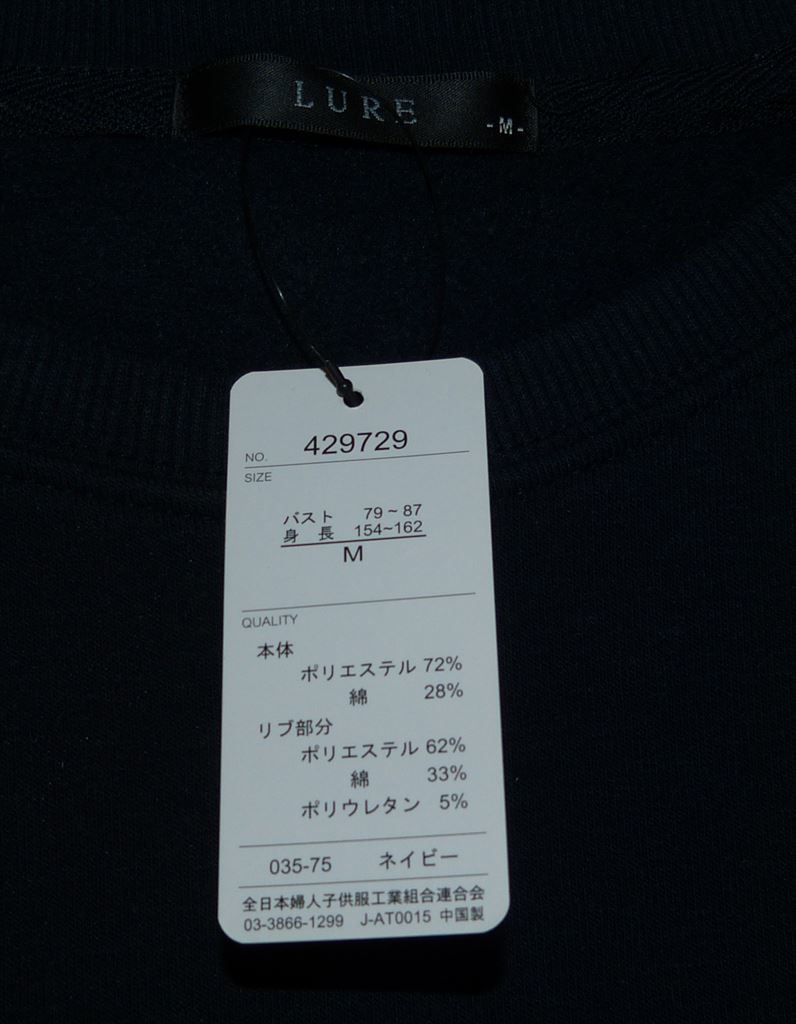 LURE
-M-
NO. 429729
SIZE
バスト 79~87
身 長 154~162
M
QUALITY
本体
ポリエステル 72%
綿 28%
リブ部分
ポリエステル 62%
綿 33%
ポリウレタン 5%
035-75 ネイビー
全日本婦人子供服工業組合連合会
03-3866-1299 J-AT0015 中国製